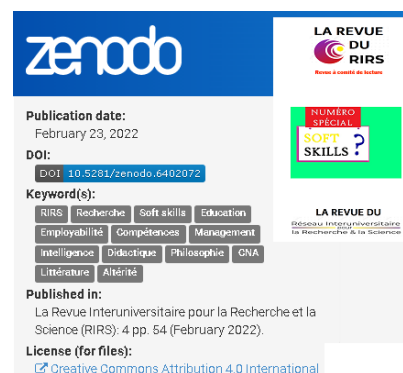 zenodo
Publication date:
February 23, 2022
DOI:
DOI 10.5281/zenodo.6402072
Keyword(s):
RIRS Recherche Soft skills Education
Employabilité Compétences Management
Intelligence Didactique Philosophie CNA
Littérature Altérité
Published in:
La Revue Interuniversitaire pour la Recherche et la
Science (RIRS): 4 pp. 54 (February 2022).
License (for files):
Creative Commons Attribution 4.0 International
LA REVUE
DU
RIRS
Revue à comité de lecture
NUMÉRO
SPÉCIAL
SOFT
SKILLS ?
LA REVUE DU
Réseau Interuniversitaire
pour
la Recherche & la Science